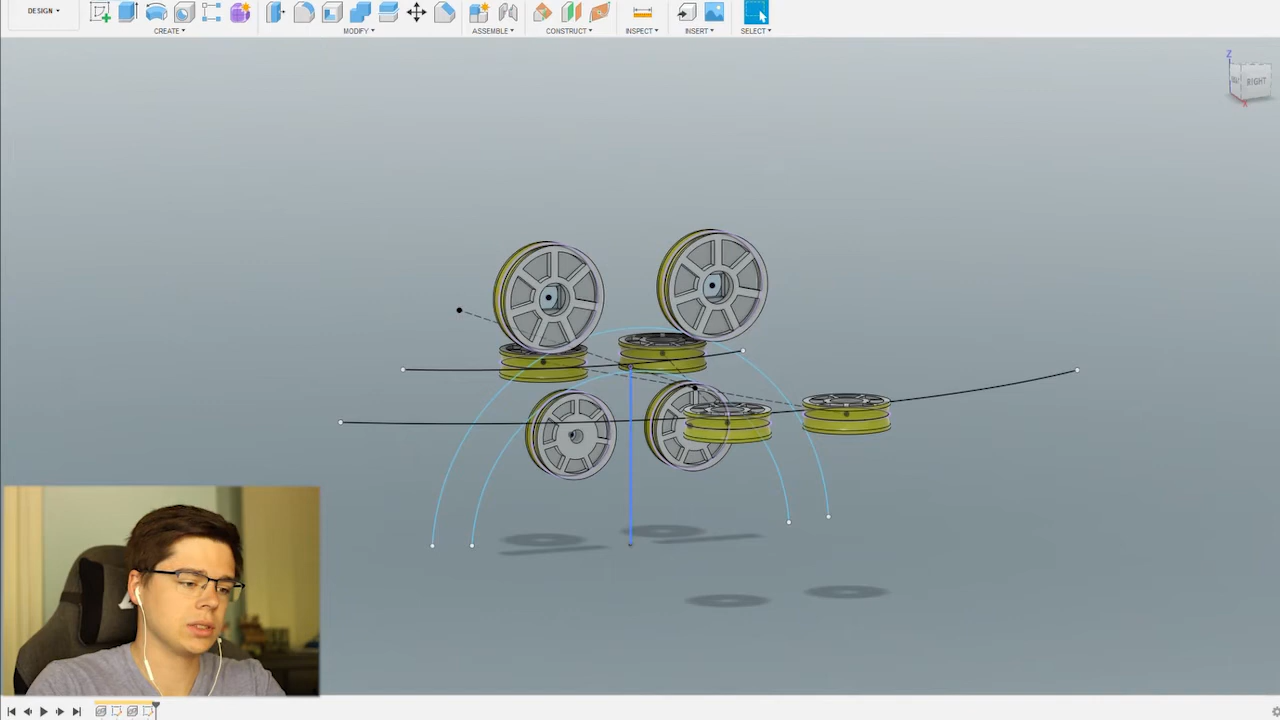 DESIGN
CREATE
MODIFY
ASSEMBLE
CONSTRUCT
INSPECT
INSERT
SELECT
Z
RIGHT
X